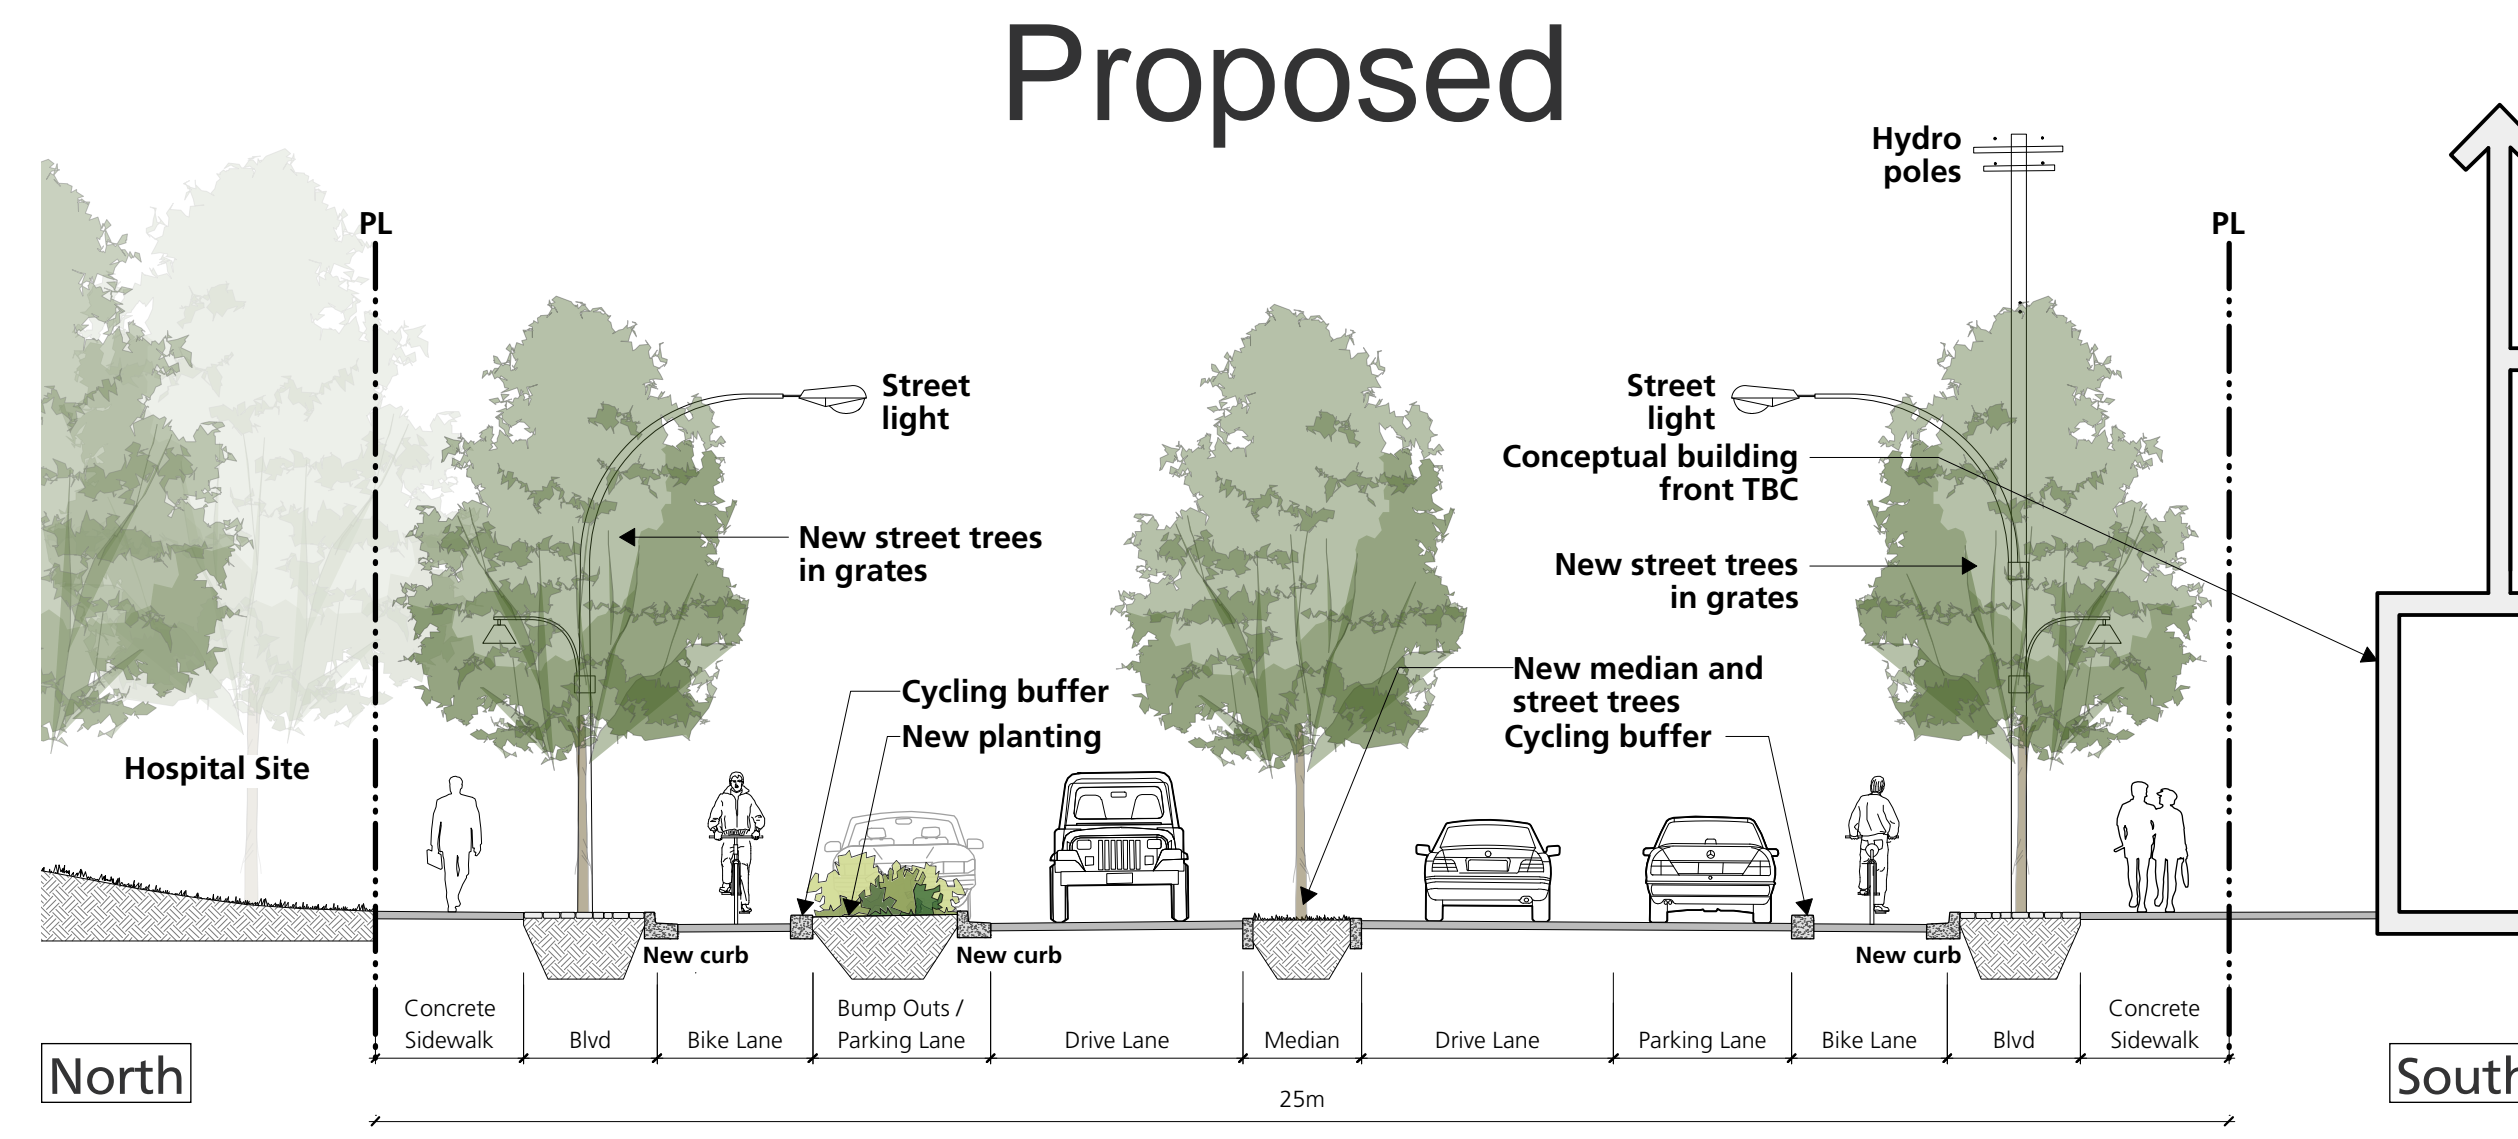 Proposed
Hydro
poles
PL
PL
Street
light
Street
light
Conceptual building
front TBC
New street trees
in grates
New street trees
in grates
Cycling buffer
New planting
New median and
street trees
Cycling buffer
Hospital Site
New curb
New curb
New curb
Concrete
Sidewalk
Blvd
Bike Lane
Bump Outs /
Parking Lane
Drive Lane
Median
Drive Lane
Parking Lane
Bike Lane
Blvd
Concrete
Sidewalk
North
South
25m